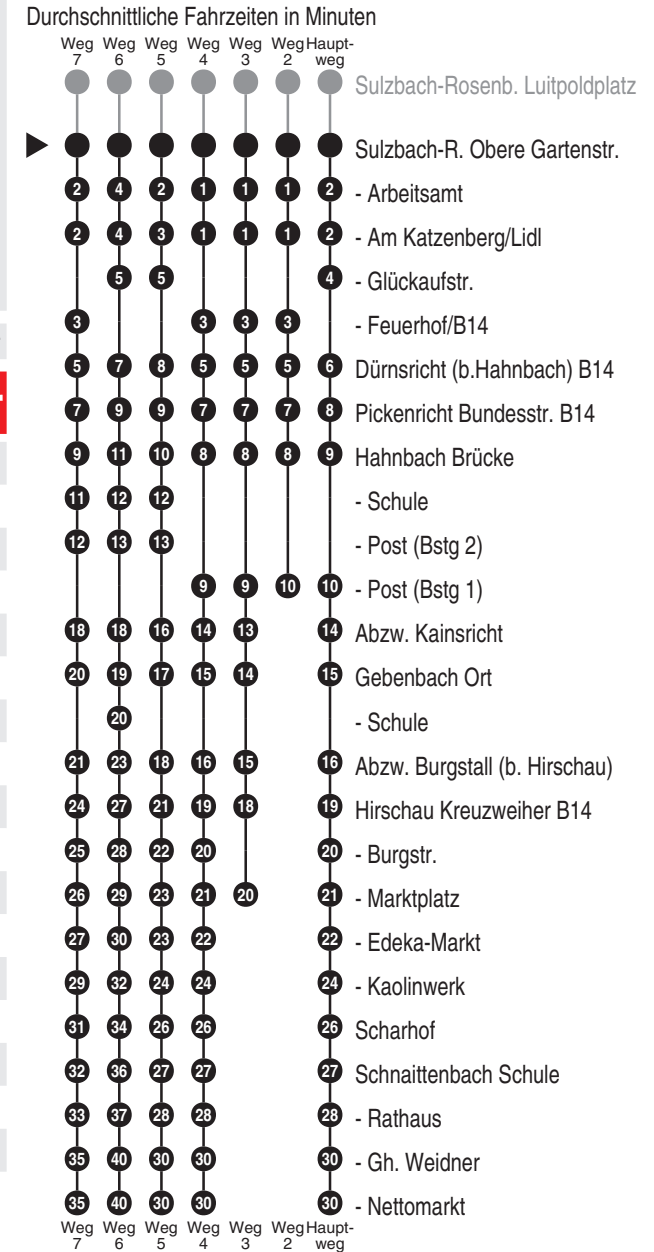 Durchschnittliche Fahrzeiten in Minuten
Weg Weg Weg Weg Weg Weg Haupt-
7 6 5 4 3 2 weg
Sulzbach-Rosenb. Luitpoldplatz
Sulzbach-R. Obere Gartenstr.
2 4 2 1 1 1 2 - Arbeitsamt
2 4 3 1 1 1 2 - Am Katzenberg/Lidl
5 5 4 - Glückaufstr.
3 3 3 3 - Feuerhof/B14
5 7 8 5 5 5 6 Dürnsricht (b.Hahnbach) B14
7 9 9 7 7 7 8 Pickenricht Bundesstr. B14
9 11 10 8 8 8 9 Hahnbach Brücke
11 12 12 - Schule
12 13 13 - Post (Bstg 2)
9 9 10 10 - Post (Bstg 1)
18 18 16 14 13 14 Abzw. Kainsricht
20 19 17 15 14 15 Gebenbach Ort
20 - Schule
21 23 18 16 15 16 Abzw. Burgstall (b. Hirschau)
24 27 21 19 18 19 Hirschau Kreuzweiher B14
25 28 22 20 20 - Burgstr.
26 29 23 21 20 21 - Marktplatz
27 30 23 22 22 - Edeka-Markt
29 32 24 24 24 - Kaolinwerk
31 34 26 26 26 Scharhof
32 36 27 27 27 Schnaittenbach Schule
33 37 28 28 28 - Rathaus
35 40 30 30 30 - Gh. Weidner
35 40 30 30 30 - Nettomarkt
Weg Weg Weg Weg Weg Weg Haupt-
7 6 5 4 3 2 weg